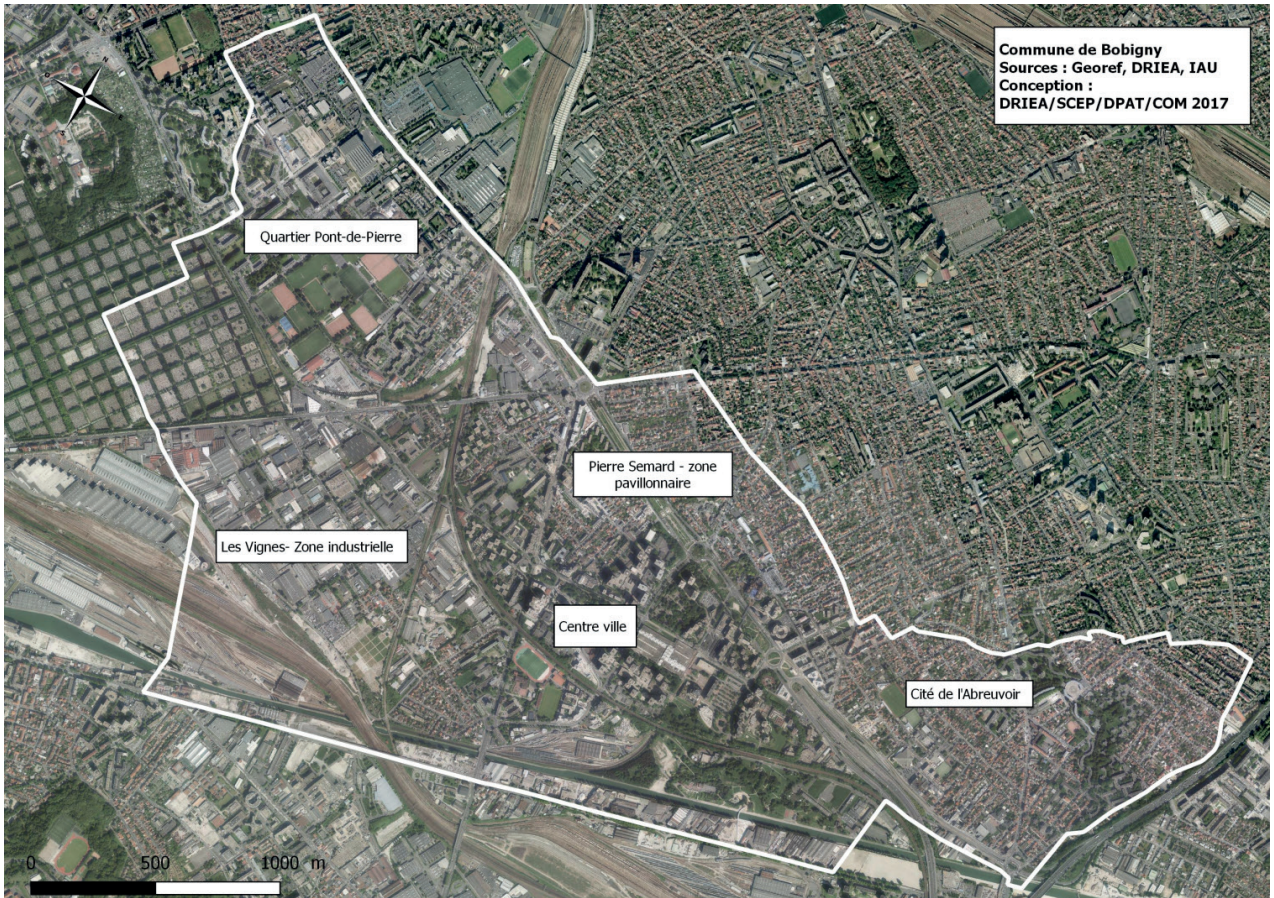 Commune de Bobigny
Sources : Georef, DRIEA, IAU
Conception :
DRIEA/SCEP/DPAT/COM 2017
N
Quartier Pont-de-Pierre
Pierre Semard - zone
pavillonnaire
Les Vignes- Zone industrielle
Centre ville
Cité de l'Abreuvoir
0 500 1000 m